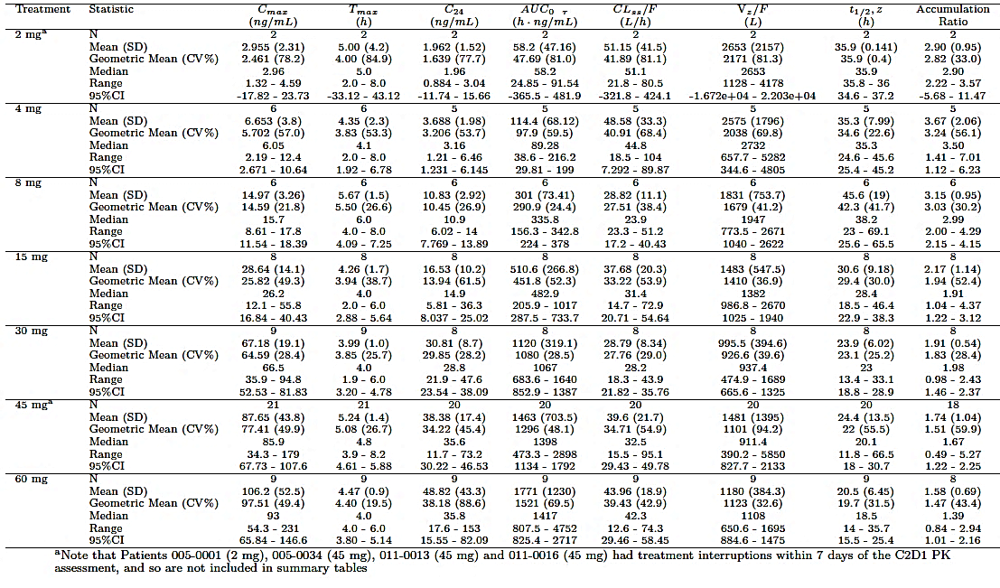 Treatment Statistic Cmax Tmax C24 AUC0 τ CLss/F Vz/F t1/2, z Accumulation
(ng/mL) (h) (ng/mL) (h · ng/mL) (L/h) (L) (h) Ratio
2 mga N 2 2 2 2 2 2 2 2
Mean (SD) 2.955 (2.31) 5.00 (4.2) 1.962 (1.52) 58.2 (47.16) 51.15 (41.5) 2653 (2157) 35.9 (0.141) 2.90 (0.95)
Geometric Mean (CV%) 2.461 (78.2) 4.00 (84.9) 1.639 (77.7) 47.69 (81.0) 41.89 (81.1) 2171 (81.3) 35.9 (0.4) 2.82 (33.0)
Median 2.96 5.0 1.96 58.2 51.1 2653 35.9 2.90
Range 1.32 - 4.59 2.0 - 8.0 0.884 - 3.04 24.85 - 91.54 21.8 - 80.5 1128 - 4178 35.8 - 36 2.22 - 3.57
95%CI -17.82 - 23.73 -33.12 - 43.12 -11.74 - 15.66 -365.5 - 481.9 -321.8 - 424.1 -1.672e+04 - 2.203e+04 34.6 - 37.2 -5.68 - 11.47
4 mg N 6 6 5 5 5 5 5 5
Mean (SD) 6.653 (3.8) 4.35 (2.3) 3.688 (1.98) 114.4 (68.12) 48.58 (33.3) 2575 (1796) 35.3 (7.99) 3.67 (2.06)
Geometric Mean (CV%) 5.702 (57.0) 3.83 (53.3) 3.206 (53.7) 97.9 (59.5) 40.91 (68.4) 2038 (69.8) 34.6 (22.6) 3.24 (56.1)
Median 6.05 4.1 3.16 89.28 44.8 2732 35.3 3.50
Range 2.19 - 12.4 2.0 - 8.0 1.21 - 6.46 38.6 - 216.2 18.5 - 104 657.7 - 5282 24.6 - 45.6 1.41 - 7.01
95%CI 2.671 - 10.64 1.92 - 6.78 1.231 - 6.145 29.81 - 199 7.292 - 89.87 344.6 - 4805 25.4 - 45.2 1.12 - 6.23
8 mg N 6 6 6 6 6 6 6 6
Mean (SD) 14.97 (3.26) 5.67 (1.5) 10.83 (2.92) 301 (73.41) 28.82 (11.1) 1831 (753.7) 45.6 (19) 3.15 (0.95)
Geometric Mean (CV%) 14.59 (21.8) 5.50 (26.6) 10.45 (26.9) 290.9 (24.4) 27.51 (38.4) 1679 (41.2) 42.3 (41.7) 3.03 (30.2)
Median 15.7 6.0 10.9 335.8 23.9 1947 38.2 2.99
Range 8.61 - 17.8 4.0 - 8.0 6.02 - 14 156.3 - 342.8 23.3 - 51.2 773.5 - 2671 23 - 69.1 2.00 - 4.29
95%CI 11.54 - 18.39 4.09 - 7.25 7.769 - 13.89 224 - 378 17.2 - 40.43 1040 - 2622 25.6 - 65.5 2.15 - 4.15
15 mg N 8 8 8 8 8 8 8 8
Mean (SD) 28.64 (14.1) 4.26 (1.7) 16.53 (10.2) 510.6 (266.8) 37.68 (20.3) 1483 (547.5) 30.6 (9.18) 2.17 (1.14)
Geometric Mean (CV%) 25.82 (49.3) 3.94 (38.7) 13.94 (61.5) 451.8 (52.3) 33.22 (53.9) 1410 (36.9) 29.4 (30.0) 1.94 (52.4)
Median 26.2 4.0 14.9 482.9 31.4 1382 28.4 1.91
Range 12.1 - 55.8 2.0 - 6.0 5.81 - 36.3 205.9 - 1017 14.7 - 72.9 986.8 - 2670 18.5 - 46.4 1.04 - 4.37
95%CI 16.84 - 40.43 2.88 - 5.64 8.037 - 25.02 287.5 - 733.7 20.71 - 54.64 1025 - 1940 22.9 - 38.3 1.22 - 3.12
30 mg N 9 9 8 8 8 8 8 8
Mean (SD) 67.18 (19.1) 3.99 (1.0) 30.81 (8.7) 1120 (319.1) 28.79 (8.34) 995.5 (394.6) 23.9 (6.02) 1.91 (0.54)
Geometric Mean (CV%) 64.59 (28.4) 3.85 (25.7) 29.85 (28.2) 1080 (28.5) 27.76 (29.0) 926.6 (39.6) 23.1 (25.2) 1.83 (28.4)
Median 66.5 4.0 28.8 1067 28.2 937.4 23 1.98
Range 35.9 - 94.8 1.9 - 6.0 21.9 - 47.6 683.6 - 1640 18.3 - 43.9 474.9 - 1689 13.4 - 33.1 0.98 - 2.43
95%CI 52.53 - 81.83 3.20 - 4.78 23.54 - 38.09 852.9 - 1387 21.82 - 35.76 665.6 - 1325 18.8 - 28.9 1.46 - 2.37
45 mga N 21 21 20 20 20 20 20 18
Mean (SD) 87.65 (43.8) 5.24 (1.4) 38.38 (17.4) 1463 (703.5) 39.6 (21.7) 1481 (1395) 24.4 (13.5) 1.74 (1.04)
Geometric Mean (CV%) 77.41 (49.9) 5.08 (26.7) 34.22 (45.4) 1296 (48.1) 34.71 (54.9) 1101 (94.2) 22 (55.5) 1.51 (59.9)
Median 85.9 4.8 35.6 1398 32.5 911.4 20.1 1.67
Range 34.3 - 179 3.9 - 8.2 11.7 - 73.2 473.3 - 2898 15.5 - 95.1 390.2 - 5850 11.8 - 66.5 0.49 - 5.27
95%CI 67.73 - 107.6 4.61 - 5.88 30.22 - 46.53 1134 - 1792 29.43 - 49.78 827.7 - 2133 18 - 30.7 1.22 - 2.25
60 mg N 9 9 9 9 9 9 9 8
Mean (SD) 106.2 (52.5) 4.47 (0.9) 48.82 (43.3) 1771 (1230) 43.96 (18.9) 1180 (384.3) 20.5 (6.45) 1.58 (0.69)
Geometric Mean (CV%) 97.51 (49.4) 4.40 (19.5) 38.18 (88.6) 1521 (69.5) 39.43 (42.9) 1123 (32.6) 19.7 (31.5) 1.47 (43.4)
Median 93 4.0 35.8 1417 42.3 1108 18.5 1.39
Range 54.3 - 231 4.0 - 6.0 17.6 - 153 807.5 - 4752 12.6 - 74.3 650.6 - 1695 14 - 35.7 0.84 - 2.94
95%CI 65.84 - 146.6 3.80 - 5.14 15.55 - 82.09 825.4 - 2717 29.46 - 58.45 884.6 - 1475 15.5 - 25.4 1.01 - 2.16
aNote that Patients 005-0001 (2 mg), 005-0034 (45 mg), 011-0013 (45 mg) and 011-0016 (45 mg) had treatment interruptions within 7 days of the C2D1 PK
assessment, and so are not included in summary tables